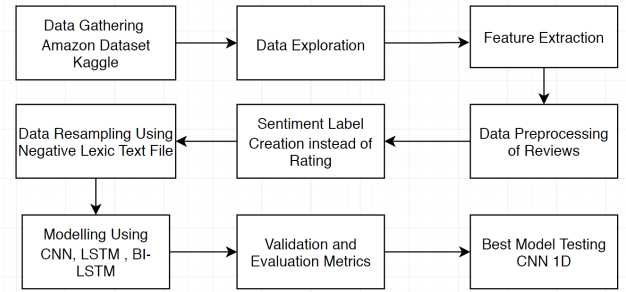 Data Gathering
Amazon Dataset
Kaggle
Data Exploration
Feature Extraction
Data Preprocessing
of Reviews
Sentiment Label
Creation instead of
Rating
Data Resampling Using
Negative Lexic Text File
Modelling Using
CNN, LSTM , BI-
LSTM
Validation and
Evaluation Metrics
Best Model Testing
CNN 1D